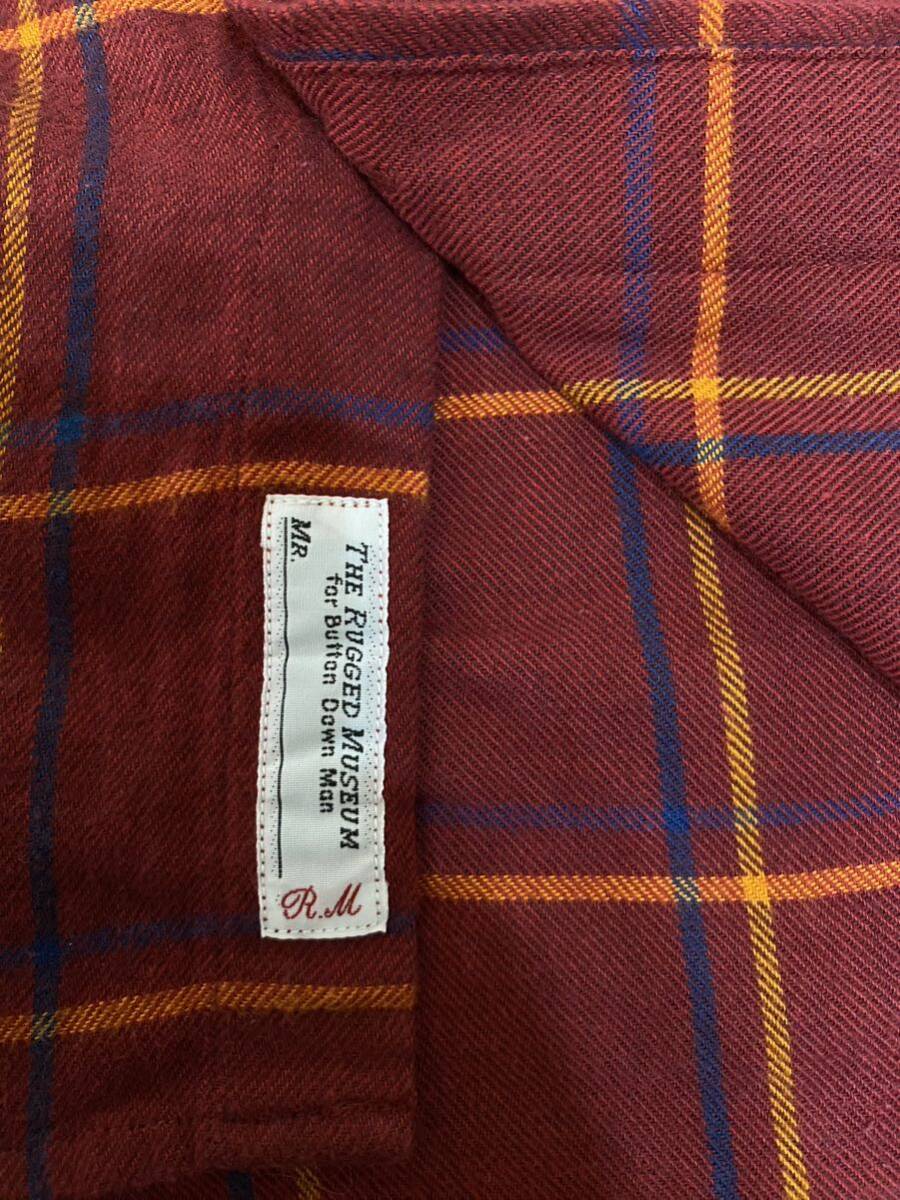 THE RUGGED MUSEUM
for Button Down Man
MR.
R.M